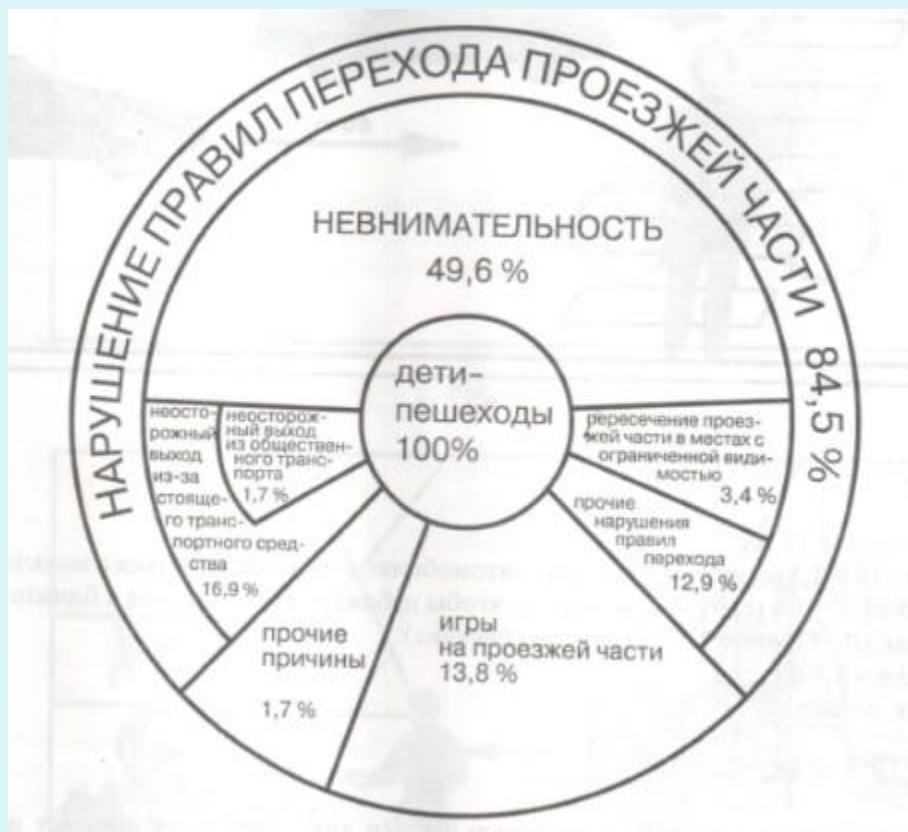 НАРУШЕНИЕ ПРАВИЛ ПЕРЕХОДА ПРОЕЗЖЕЙ ЧАСТИ 84,5 %
НЕВНИМАТЕЛЬНОСТЬ
49,6 %
дети-
пешеходы
100%
неосто-
рожный
выход
из-за
стояще-
го транс-
портного сред-
ства
16,9 %
неосторож-
ный выход
из обществен-
ного транс-
порта
1,7 %
пересечение проез-
жей части в местах с
ограниченной види-
мостью
3,4 %
прочие
нарушения
правил
перехода
12,9 %
прочие
причины
1,7 %
игры
на проезжей части
13,8 %